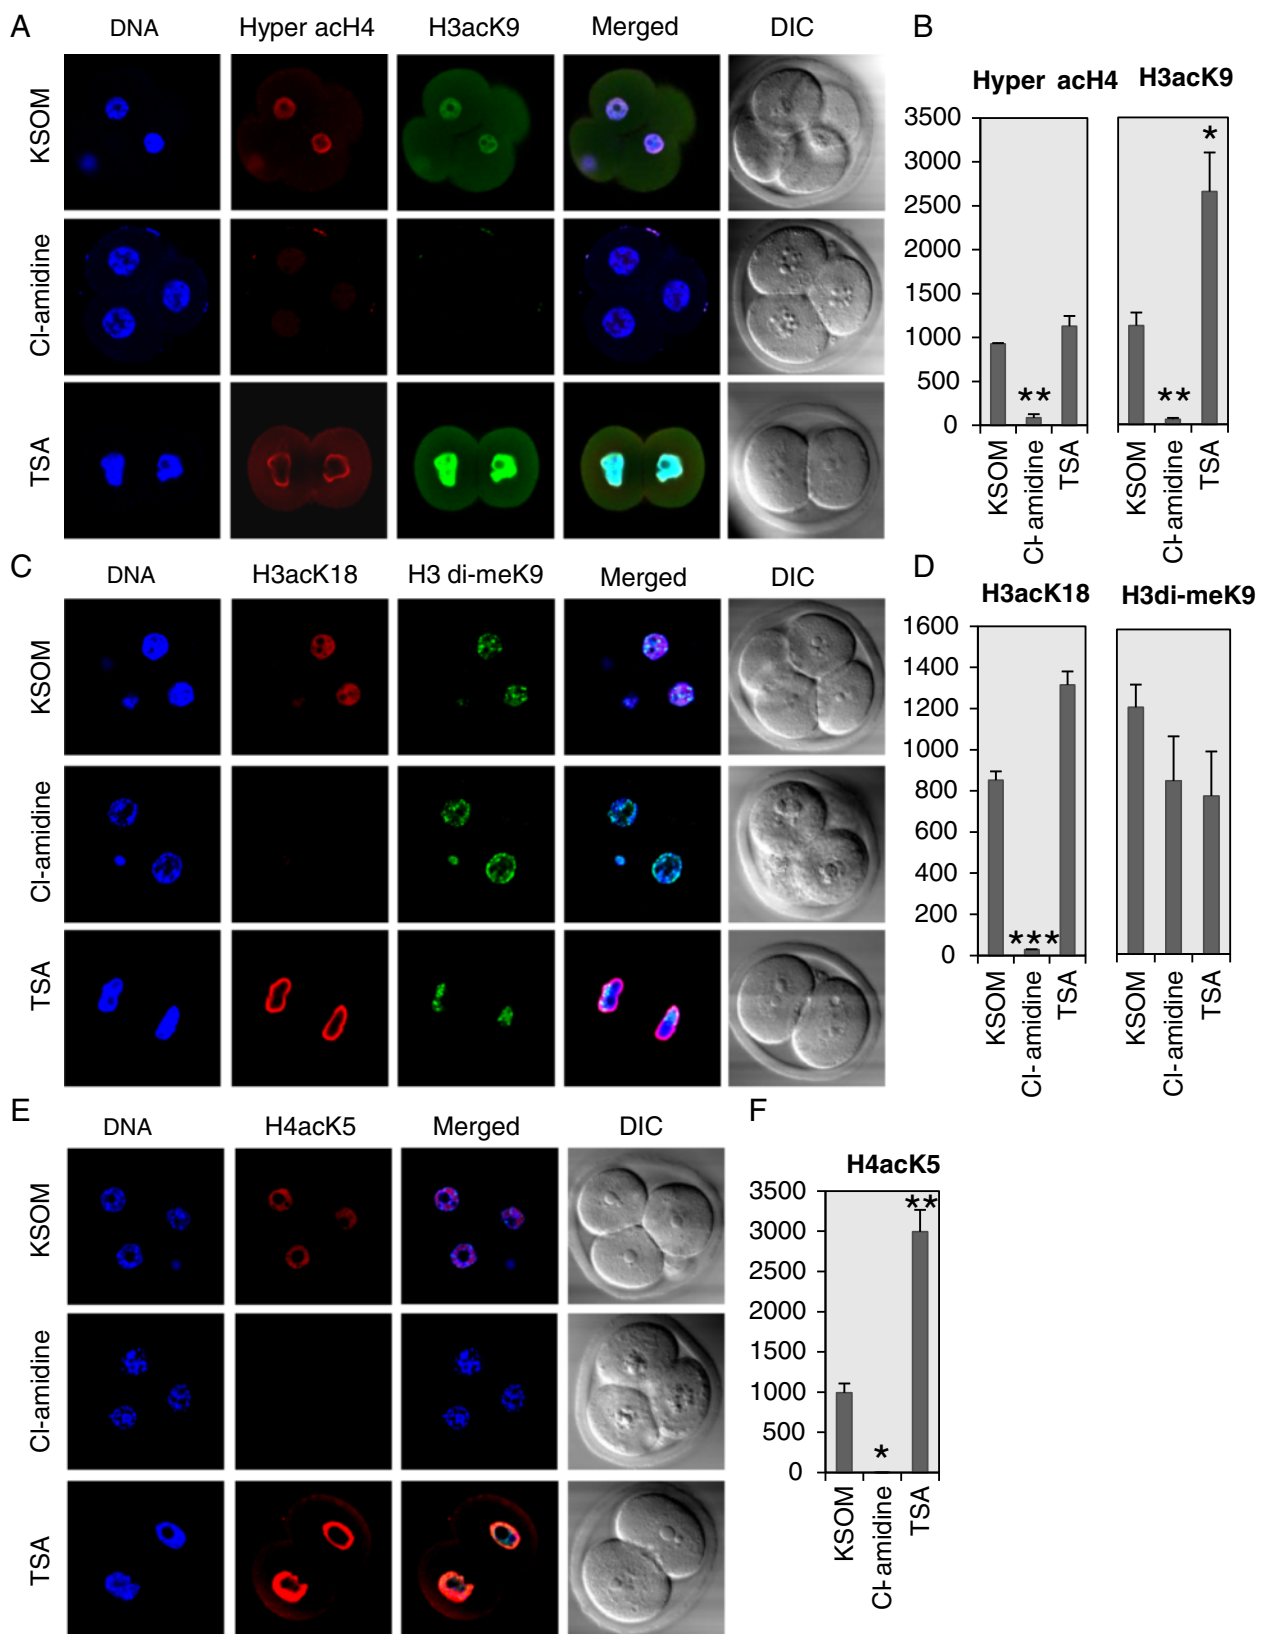 A
DNA Hyper acH4 H3acK9 Merged DIC
KSOM
Cl-amidine
TSA
B
Hyper acH4 H3acK9
3500
3000
2500
2000
1500
1000
500
0
*
** **
KSOM Cl-amidine TSA KSOM Cl-amidine TSA
C
DNA H3acK18 H3 di-meK9 Merged DIC
KSOM
Cl-amidine
TSA
D
H3acK18 H3di-meK9
1600
1400
1200
1000
800
600
400
200
0
***
KSOM Cl-amidine TSA KSOM Cl-amidine TSA
E
DNA H4acK5 Merged DIC
KSOM
Cl-amidine
TSA
F
H4acK5
3500
3000
2500
2000
1500
1000
500
0
**
*
KSOM Cl-amidine TSA